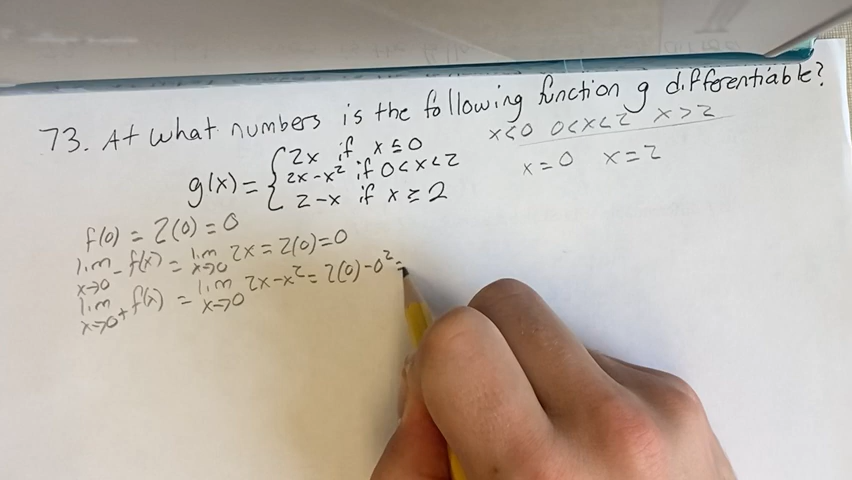 73. At what numbers is the following function g differentiable?
g(x) = { 2x if x ≤ 0
2x-x² if 0<x<2
2-x if x ≥ 2
x<0 0<x<2 x>2
x=0 x=2
f(0) = 2(0) = 0
lim x→0⁻ f(x) = lim x→0 2x = 2(0) = 0
lim x→0⁺ f(x) = lim x→0 2x-x² = 2(0)-0² =